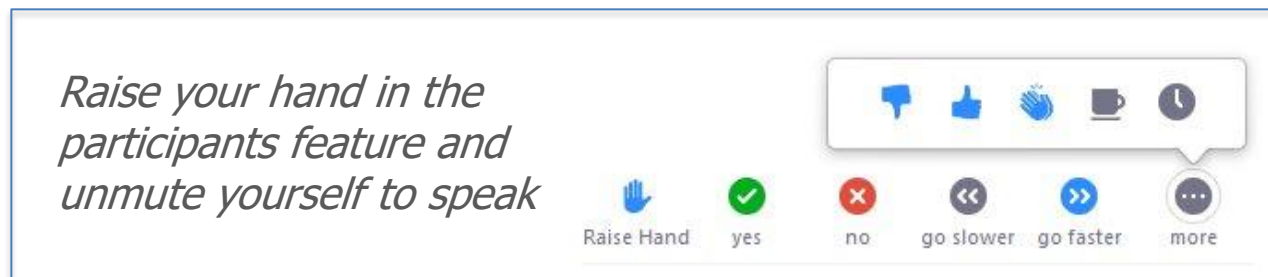 Raise your hand in the
participants feature and
unmute yourself to speak
Raise Hand yes no go slower go faster more